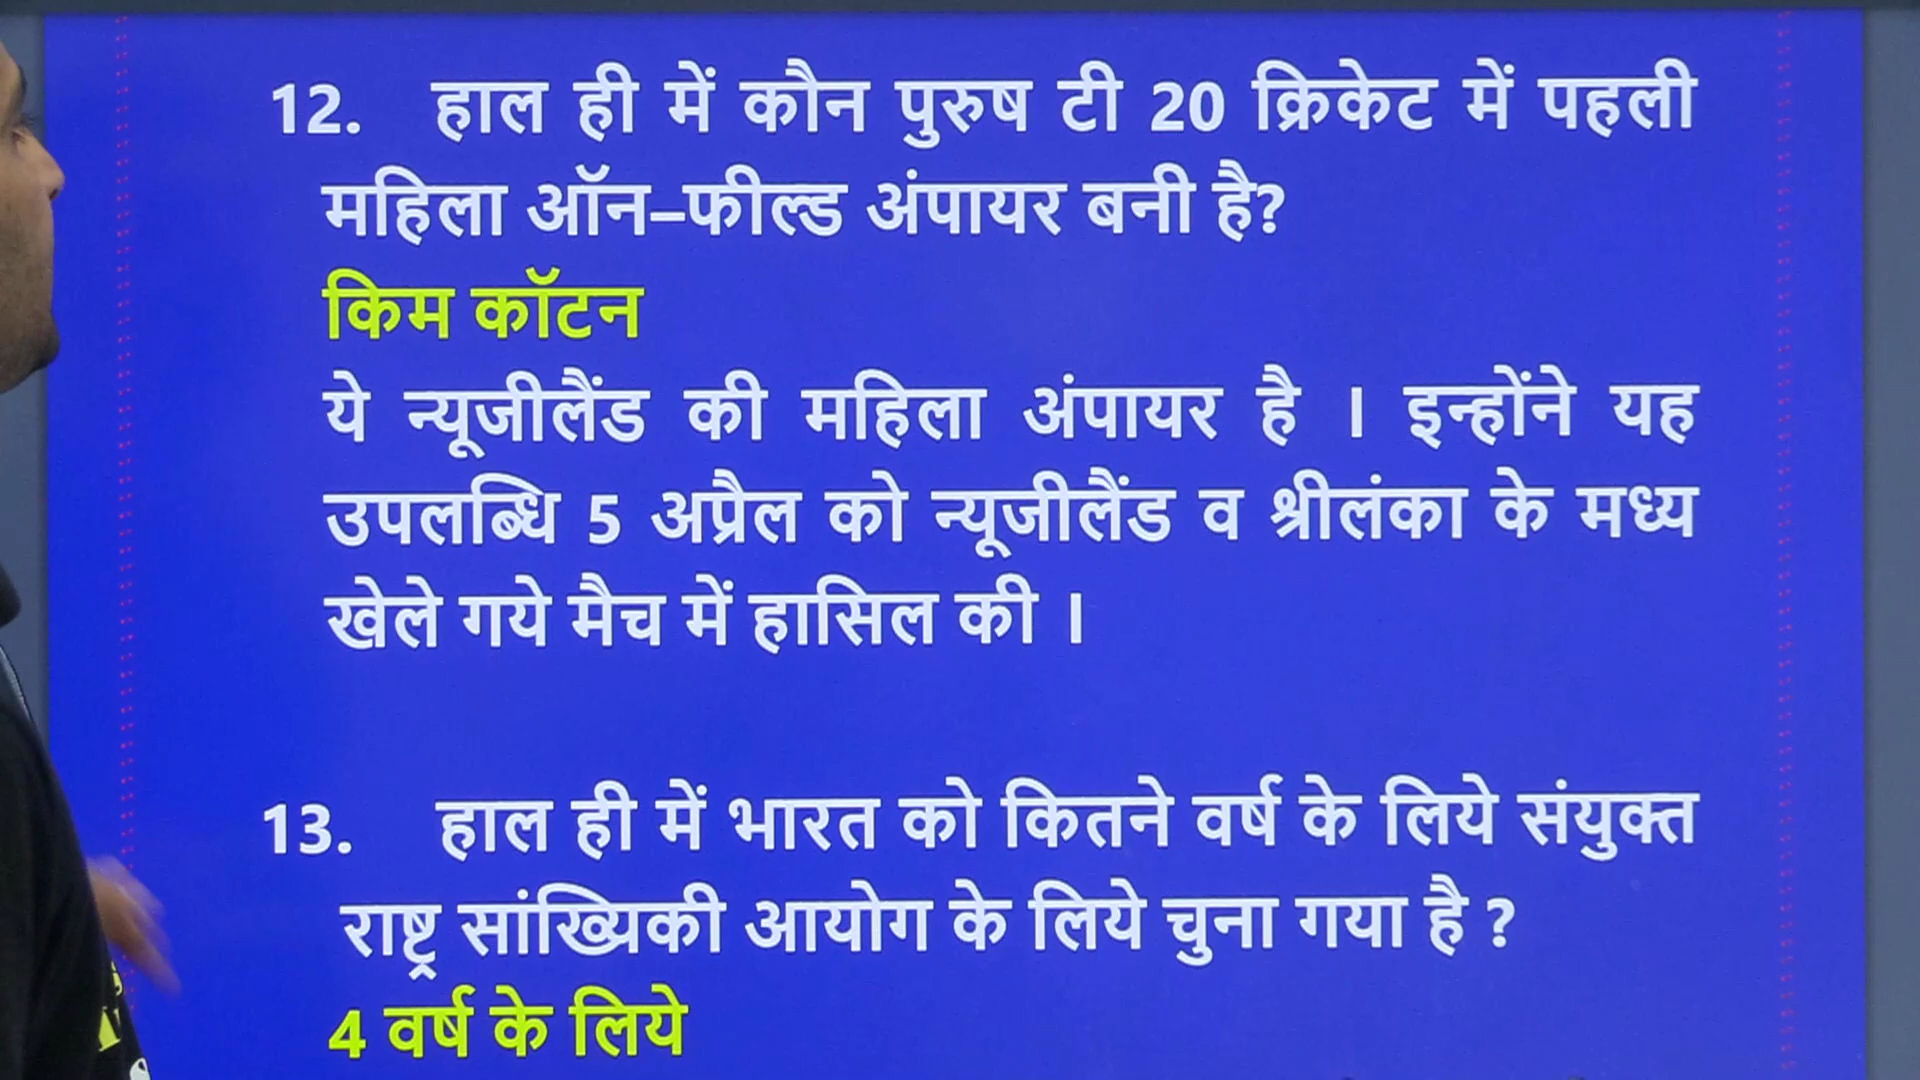 12. हाल ही में कौन पुरुष टी 20 क्रिकेट में पहली
महिला ऑन–फील्ड अंपायर बनी है?
किम कॉटन
ये न्यूजीलैंड की महिला अंपायर है । इन्होंने यह
उपलब्धि 5 अप्रैल को न्यूजीलैंड व श्रीलंका के मध्य
खेले गये मैच में हासिल की ।
13. हाल ही में भारत को कितने वर्ष के लिये संयुक्त
राष्ट्र सांख्यिकी आयोग के लिये चुना गया है ?
4 वर्ष के लिये